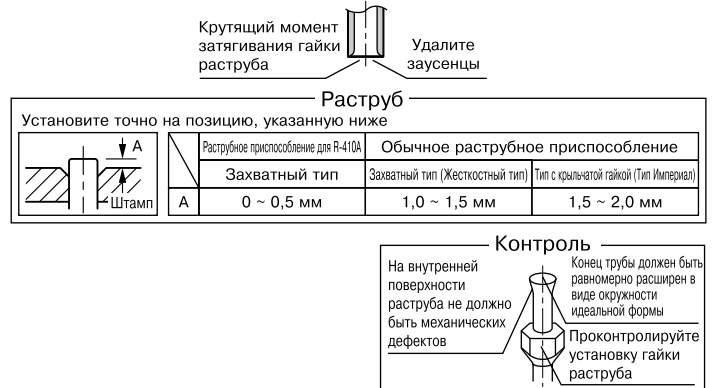 Крутящий момент
затягивания гайки
раструба
Удалите
заусенцы
Раструб
Установите точно на позицию, указанную ниже
A
Штамп
Раструбное приспособление для R-410A
Обычное раструбное приспособление
Захватный тип
Захватный тип (Жесткостный тип)
Тип с крыльчатой гайкой (Тип Империал)
A
0 ~ 0,5 мм
1,0 ~ 1,5 мм
1,5 ~ 2,0 мм
Контроль
На внутренней
поверхности
раструба не должно
быть механических
дефектов
Конец трубы должен быть
равномерно расширен в
виде окружности
идеальной формы
Проконтролируйте
установку гайки
раструба